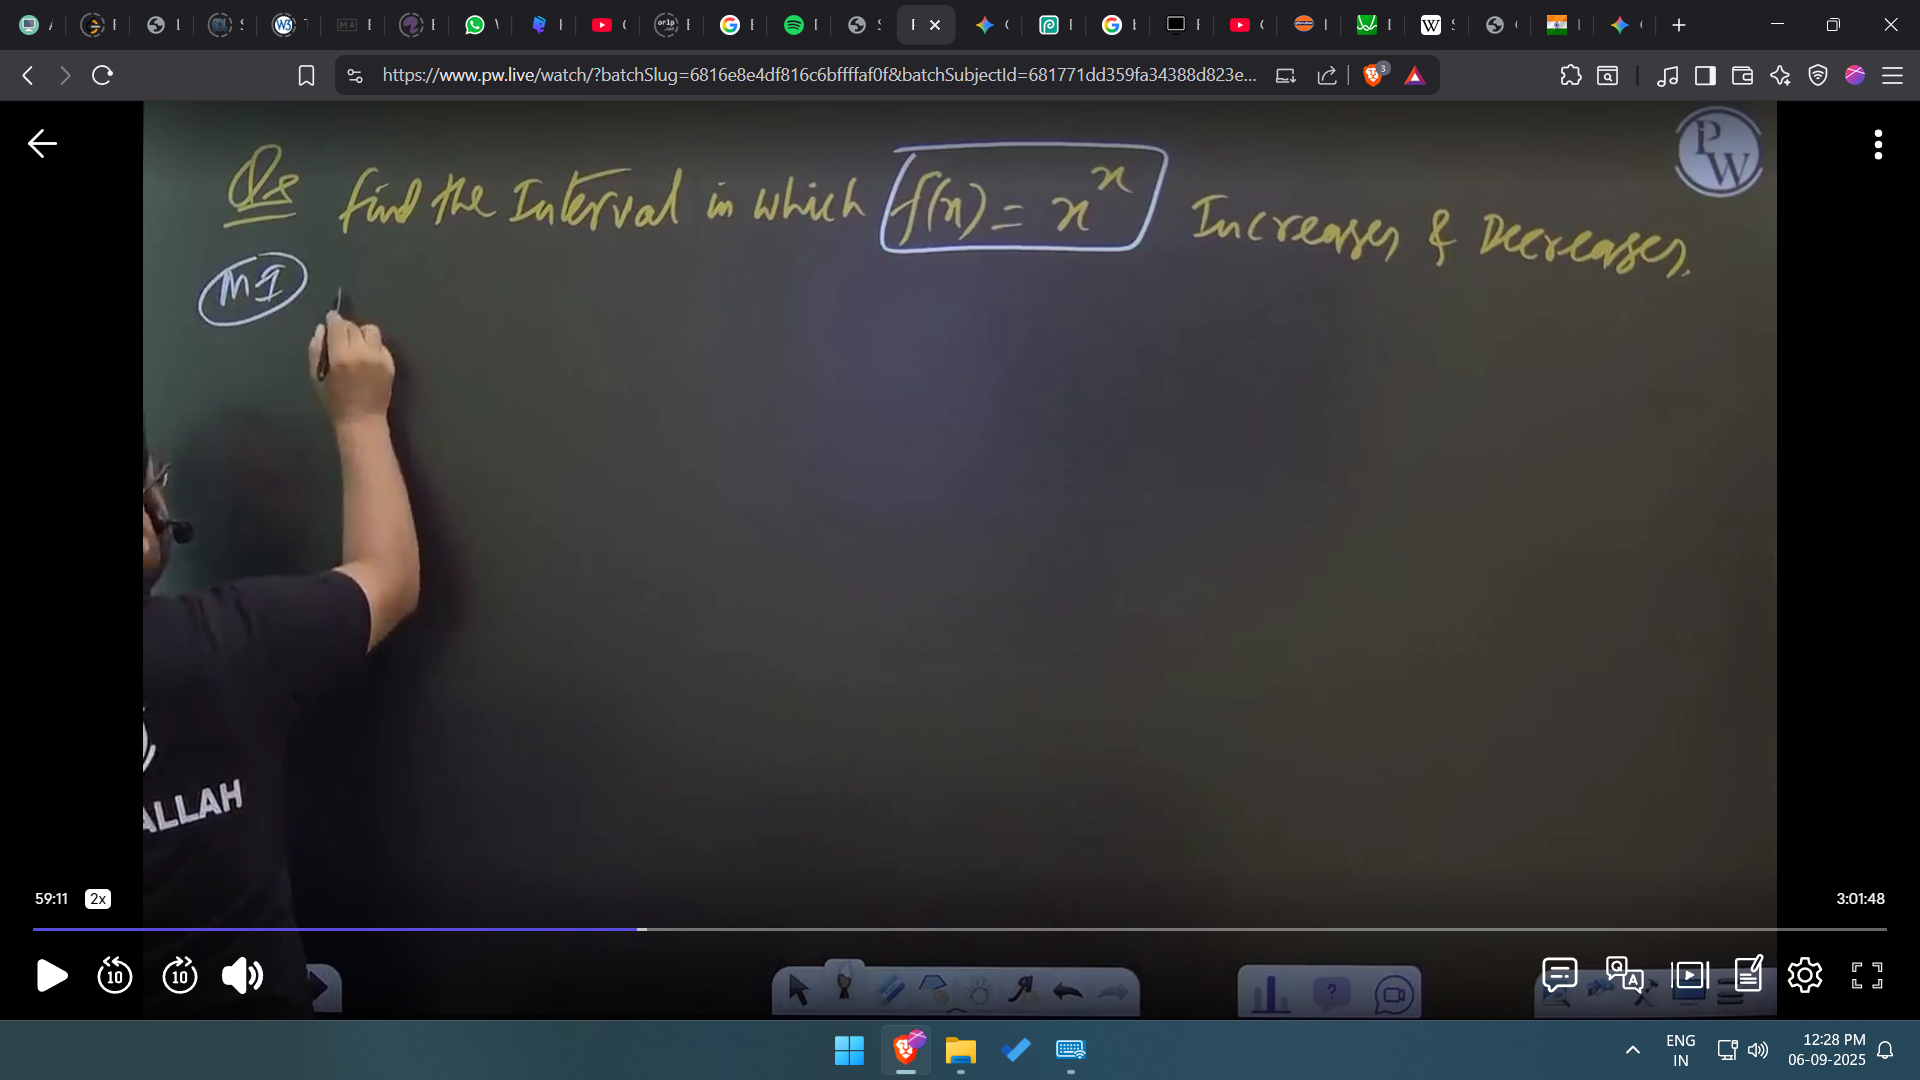 A
F
L
S
T
E
E
V
F
C
E
E
E
S
F
C
F
F
C
F
I
E
S
C
F
C
https://www.pw.live/watch/?batchSlug=6816e8e4df816c6bffffaf0f&batchSubjectId=681771dd359fa34388d823e...
3
Qs find the Interval in which f(x) = x^x Increases & Decreases.
PW
M I
ALLAH
59:11 2x
3:01:48
10 10
Q A
?
ENG
IN
12:28 PM
06-09-2025